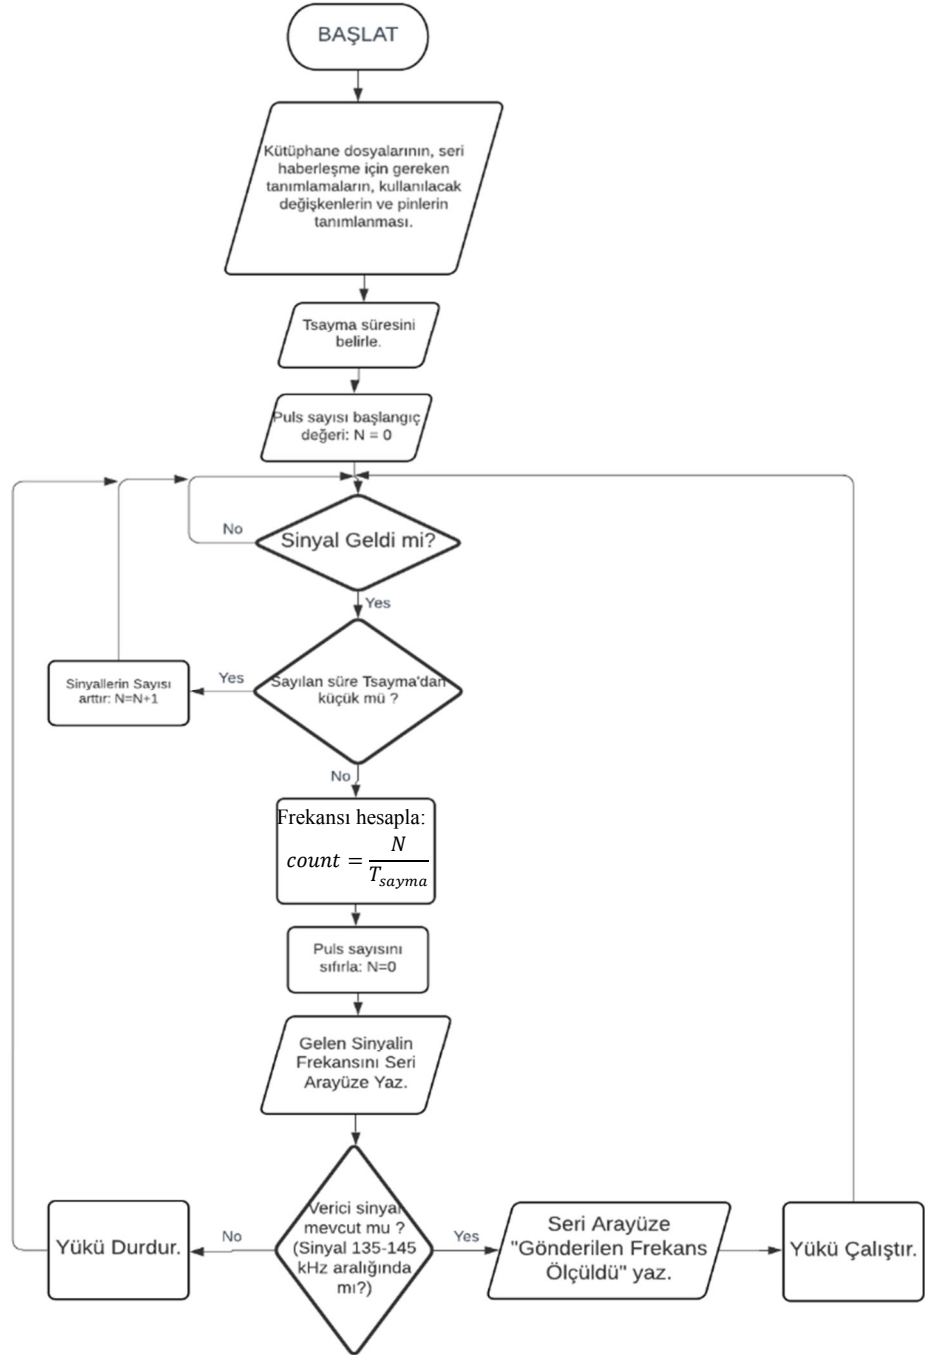 BAŞLAT
Kütüphane dosyalarının, seri
haberleşme için gereken
tanımlamaların, kullanılacak
değişkenlerin ve pinlerin
tanımlanması.
Tsayma süresini
belirle.
Puls sayısı başlangıç
değeri: N = 0
No
Sinyal Geldi mi?
Yes
Sinyallerin Sayısı
arttır: N=N+1
Yes
Sayılan süre Tsayma'dan
küçük mü ?
No
Frekansı hesapla:
count = N / T_sayma
Puls sayısını
sıfırla: N=0
Gelen Sinyalin
Frekansını Seri
Arayüze Yaz.
Yükü Durdur.
No
Verici sinyal
mevcut mu ?
(Sinyal 135-145
kHz aralığında
mı?)
Yes
Seri Arayüze
"Gönderilen Frekans
Ölçüldü" yaz.
Yükü Çalıştır.